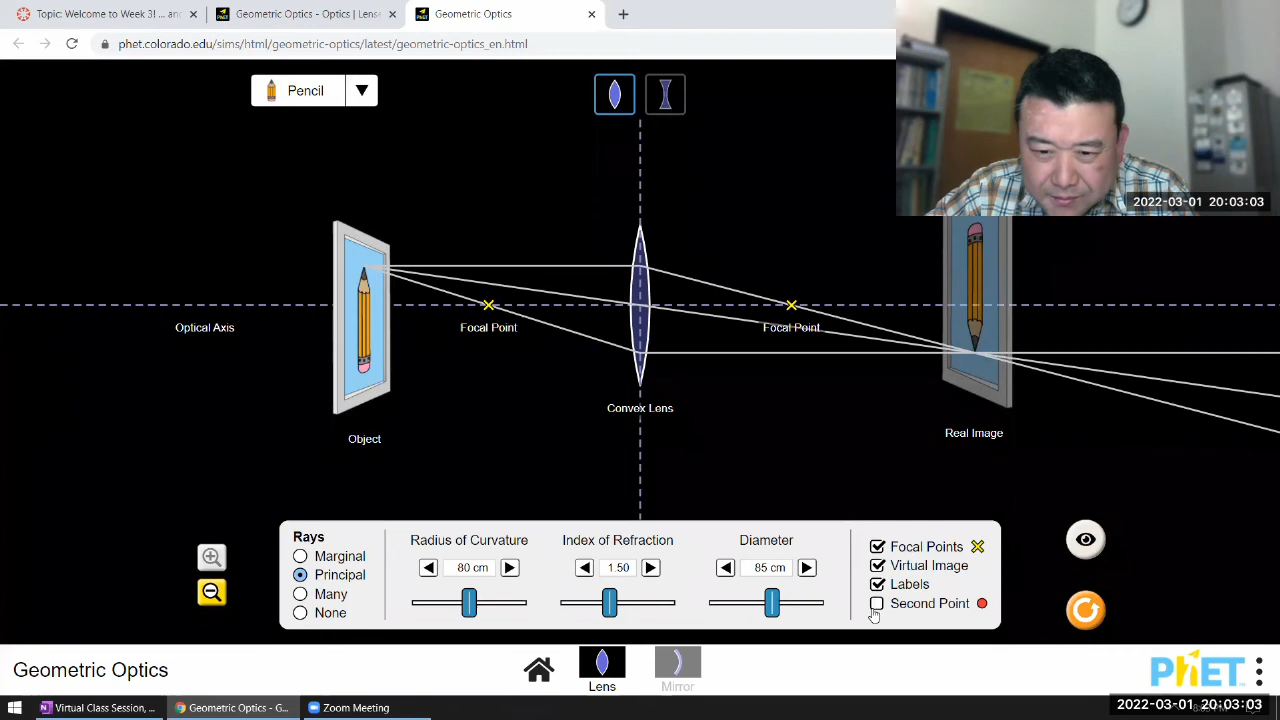 Topic: Welcome to Week 3! ... and
Geometric Optics - Optics | Lens
Geometric Optics
phet.colorado.edu/sims/html/geometric-optics/latest/geometric-optics_en.html
Pencil
2022-03-01 20:03:03
Optical Axis
Focal Point
Focal Point
Convex Lens
Object
Real Image
Rays
Marginal
Principal
Many
None
Radius of Curvature
80 cm
Index of Refraction
1.50
Diameter
85 cm
Focal Points
Virtual Image
Labels
Second Point
Geometric Optics
Lens
Mirror
PhET
Virtual Class Session, ...
Geometric Optics - G...
Zoom Meeting
2022-03-01 20:03:03